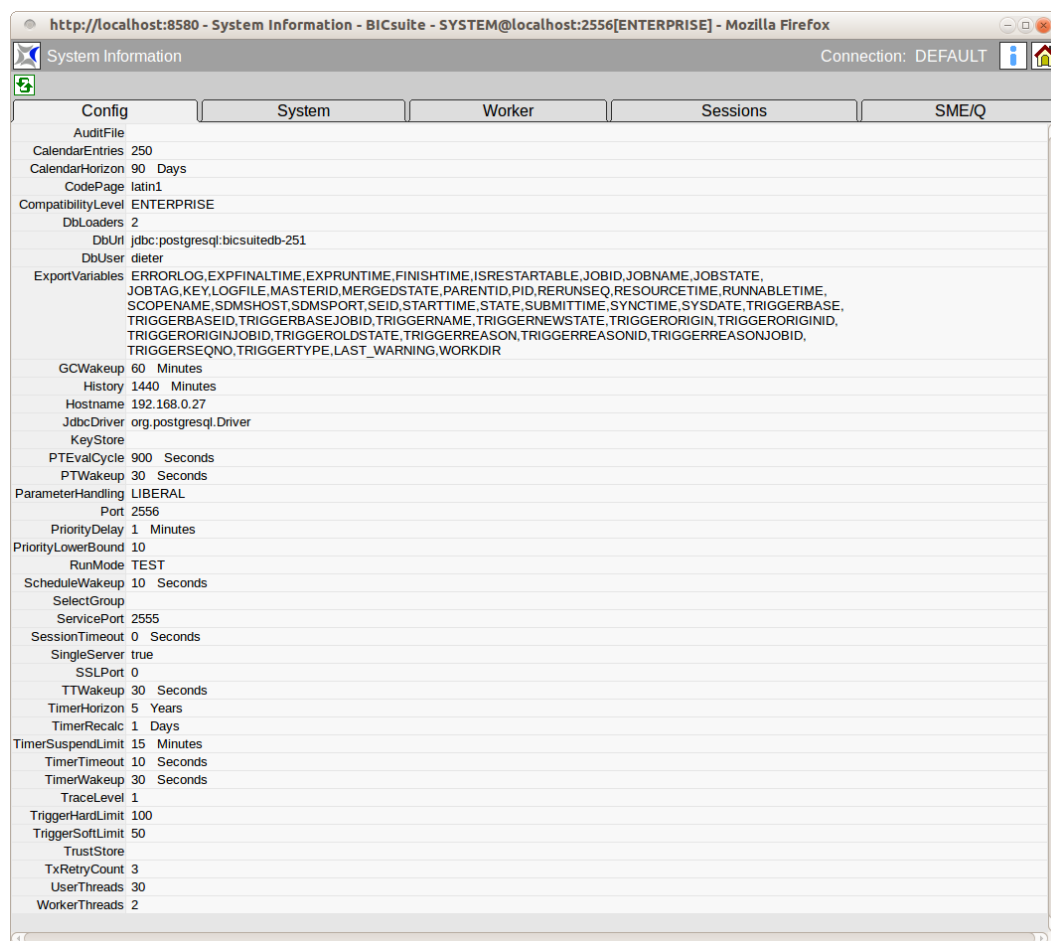 http://localhost:8580 - System Information - BICsuite - SYSTEM@localhost:2556[ENTERPRISE] - Mozilla Firefox
System Information Connection: DEFAULT
Config System Worker Sessions SME/Q
AuditFile
CalendarEntries 250
CalendarHorizon 90 Days
CodePage latin1
CompatibilityLevel ENTERPRISE
DbLoaders 2
DbUrl jdbc:postgresql:bicsuitedb-251
DbUser dieter
ExportVariables ERRORLOG,EXPFINALTIME,EXPRUNTIME,FINISHTIME,ISRESTARTABLE,JOBID,JOBNAME,JOBSTATE,
JOBTAG,KEY,LOGFILE,MASTERID,MERGEDSTATE,PARENTID,PID,RERUNSEQ,RESOURCETIME,RUNNABLETIME,
SCOPENAME,SDMSHOST,SDMSPORT,SEID,STARTTIME,STATE,SUBMITTIME,SYNCTIME,SYSDATE,TRIGGERBASE,
TRIGGERBASEID,TRIGGERBASEJOBID,TRIGGERNAME,TRIGGERNEWSTATE,TRIGGERORIGIN,TRIGGERORIGINID,
TRIGGERORIGINJOBID,TRIGGEROLDSTATE,TRIGGERREASON,TRIGGERREASONID,TRIGGERREASONJOBID,
TRIGGERSEQNO,TRIGGERTYPE,LAST_WARNING,WORKDIR
GCWakeup 60 Minutes
History 1440 Minutes
Hostname 192.168.0.27
JdbcDriver org.postgresql.Driver
KeyStore
PTEvalCycle 900 Seconds
PTWakeup 30 Seconds
ParameterHandling LIBERAL
Port 2556
PriorityDelay 1 Minutes
PriorityLowerBound 10
RunMode TEST
ScheduleWakeup 10 Seconds
SelectGroup
ServicePort 2555
SessionTimeout 0 Seconds
SingleServer true
SSLPort 0
TTWakeup 30 Seconds
TimerHorizon 5 Years
TimerRecalc 1 Days
TimerSuspendLimit 15 Minutes
TimerTimeout 10 Seconds
TimerWakeup 30 Seconds
TraceLevel 1
TriggerHardLimit 100
TriggerSoftLimit 50
TrustStore
TxRetryCount 3
UserThreads 30
WorkerThreads 2